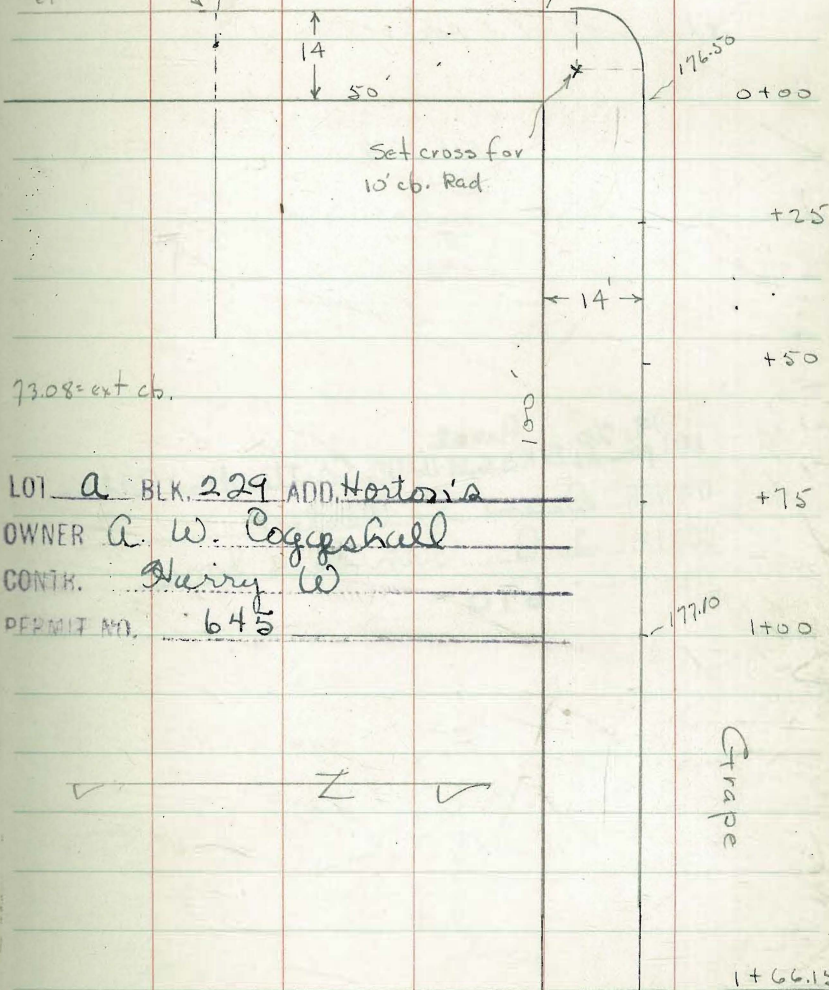 14
50'
176.50
0+00
Set cross for
10' cb. Rad
+25
14'
+50
73.08 = ext cb.
100'
LOT a BLK. 229 ADD. Horton's
OWNER A. W. Coggeshall
CONTR. Harry W
PERMIT NO. 645
+75
177.10
1+00
Z
Grape
1+66.15